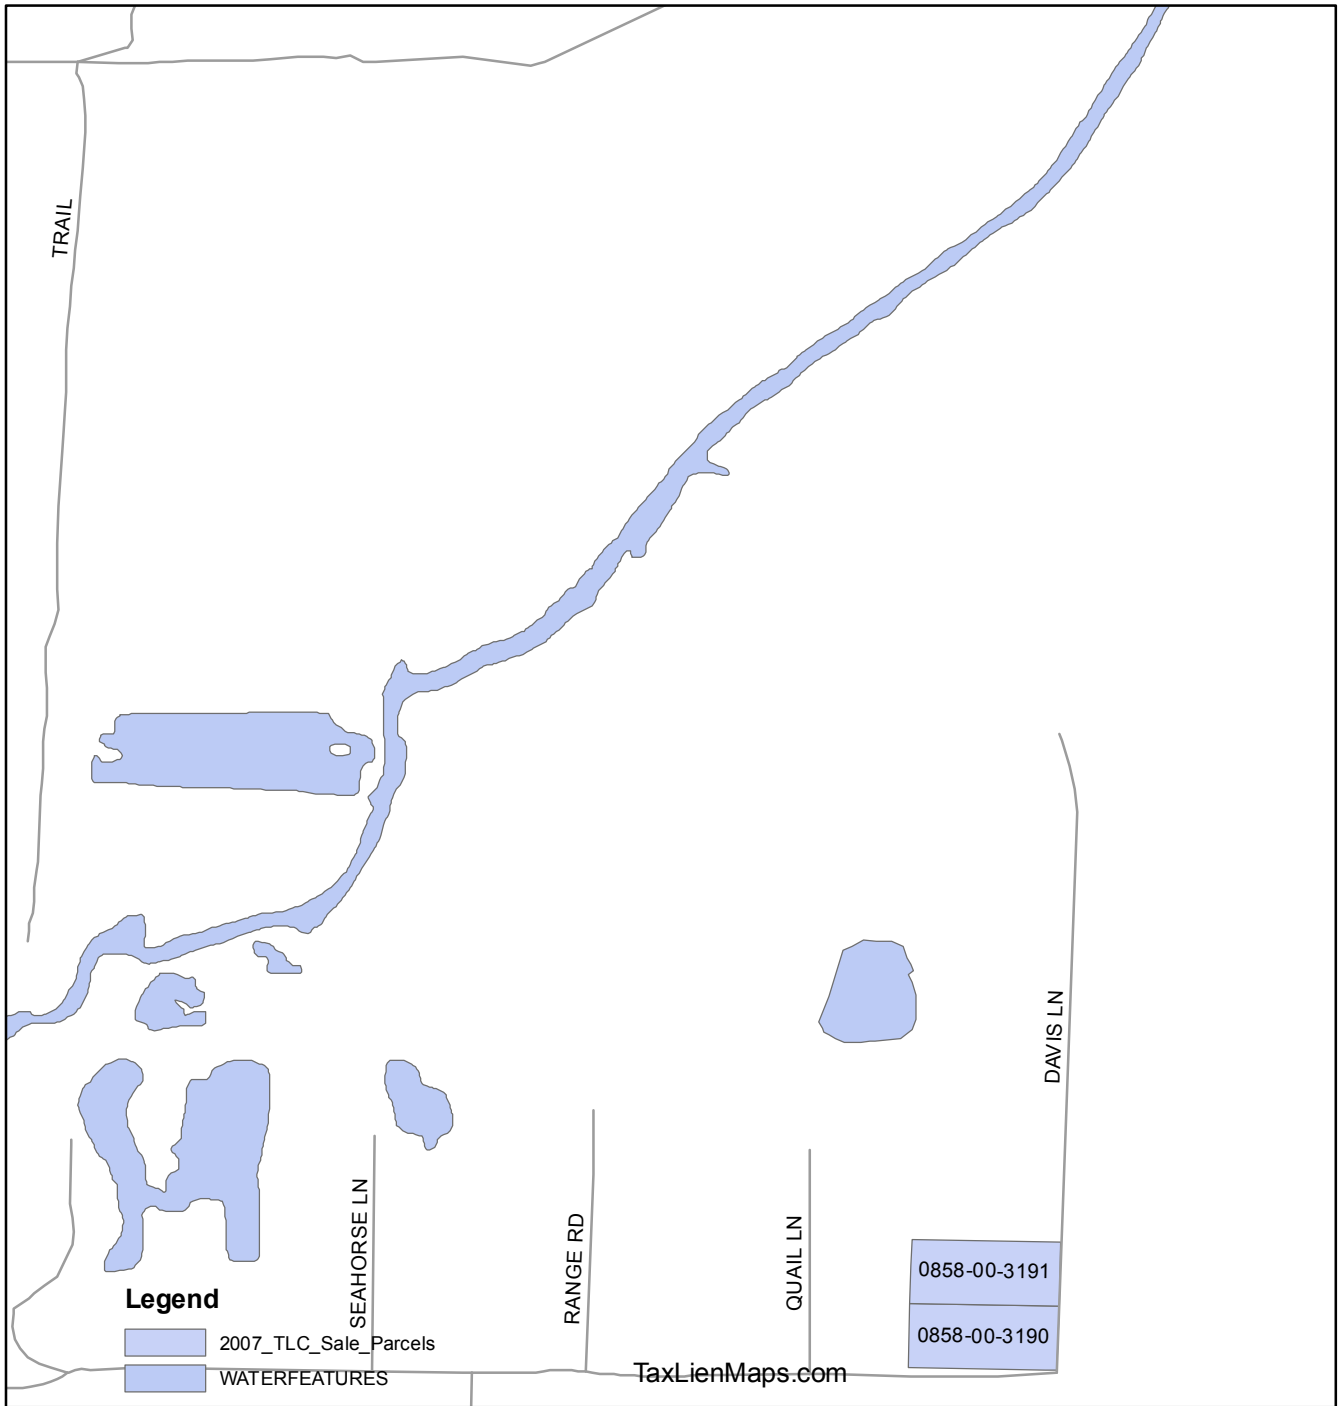 TRAIL
DAVIS LN
SEAHORSE LN
RANGE RD
QUAIL LN
0858-00-3191
0858-00-3190
Legend
2007_TLC_Sale_Parcels
WATERFEATURES
TaxLienMaps.com